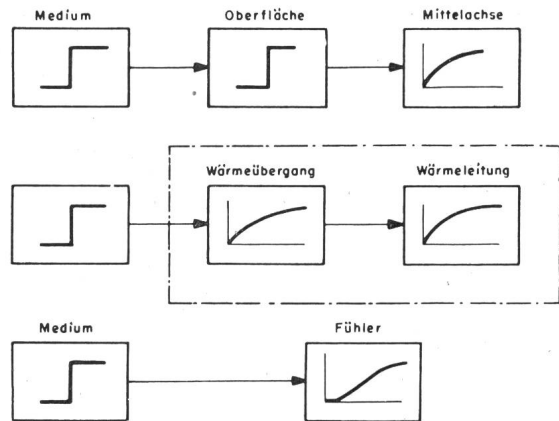 Medium Oberfläche Mittelachse
Wärmeübergang Wärmeleitung
Medium Fühler